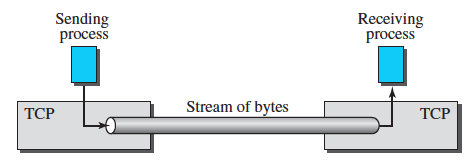 Sending
process
Receiving
process
TCP
Stream of bytes
TCP